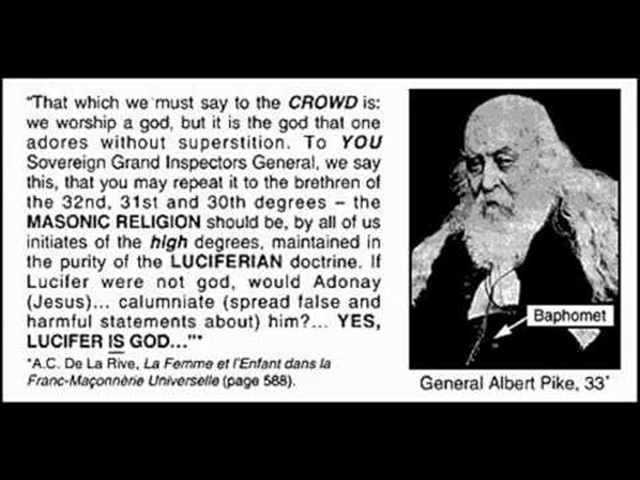 "That which we must say to the CROWD is:
we worship a god, but it is the god that one
adores without superstition. To YOU
Sovereign Grand Inspectors General, we say
this, that you may repeat it to the brethren of
the 32nd, 31st and 30th degrees – the
MASONIC RELIGION should be, by all of us
initiates of the high degrees, maintained in
the purity of the LUCIFERIAN doctrine. If
Lucifer were not god, would Adonay
(Jesus)... calumniate (spread false and
harmful statements about) him?... YES,
LUCIFER IS GOD..."*
*A.C. De La Rive, La Femme et l'Enfant dans la
Franc-Maçonnèrie Universelle (page 588).
Baphomet
General Albert Pike, 33°